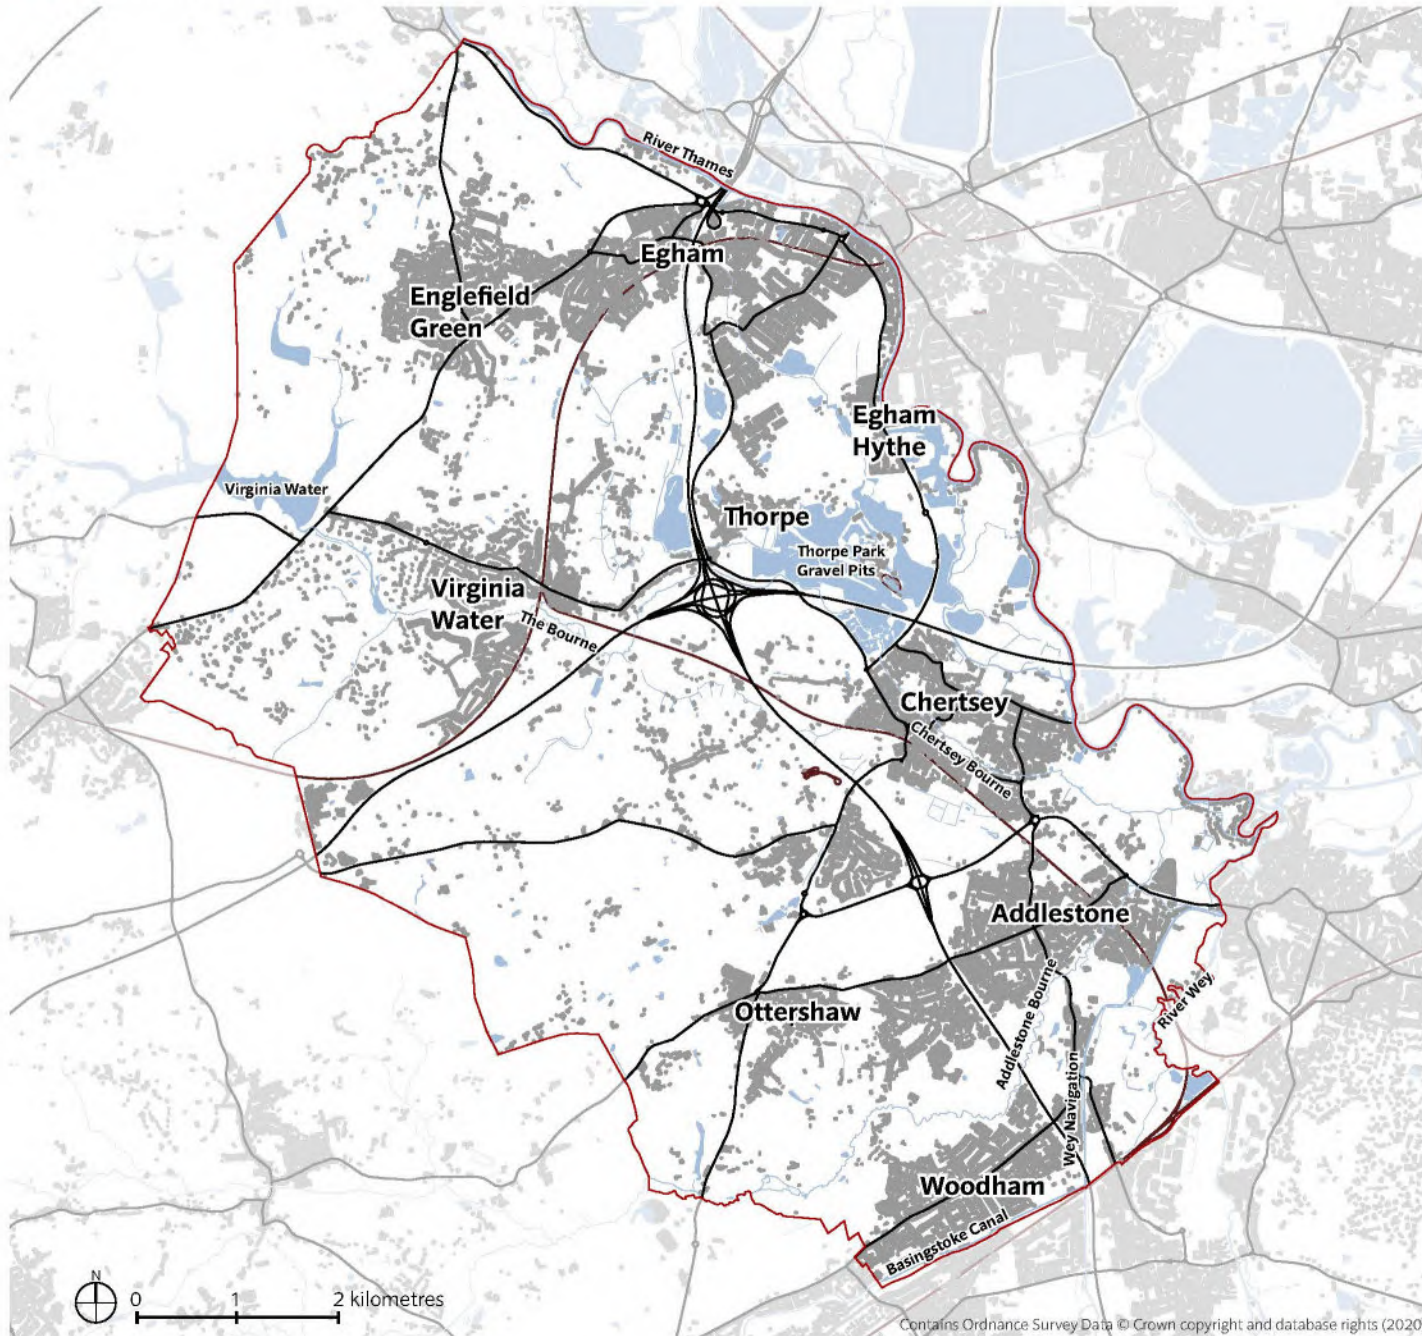 River Thames
Egham
Englefield
Green
Egham
Hythe
Virginia Water
Thorpe
Thorpe Park
Gravel Pits
Virginia
Water
The Bourne
Chertsey
Chertsey Bourne
Addlestone
River Wey
Ottershaw
Addlestone Bourne
Wey Navigation
Woodham
Basingstoke Canal
N
0 1 2 kilometres
Contains Ordnance Survey Data © Crown copyright and database rights (2020